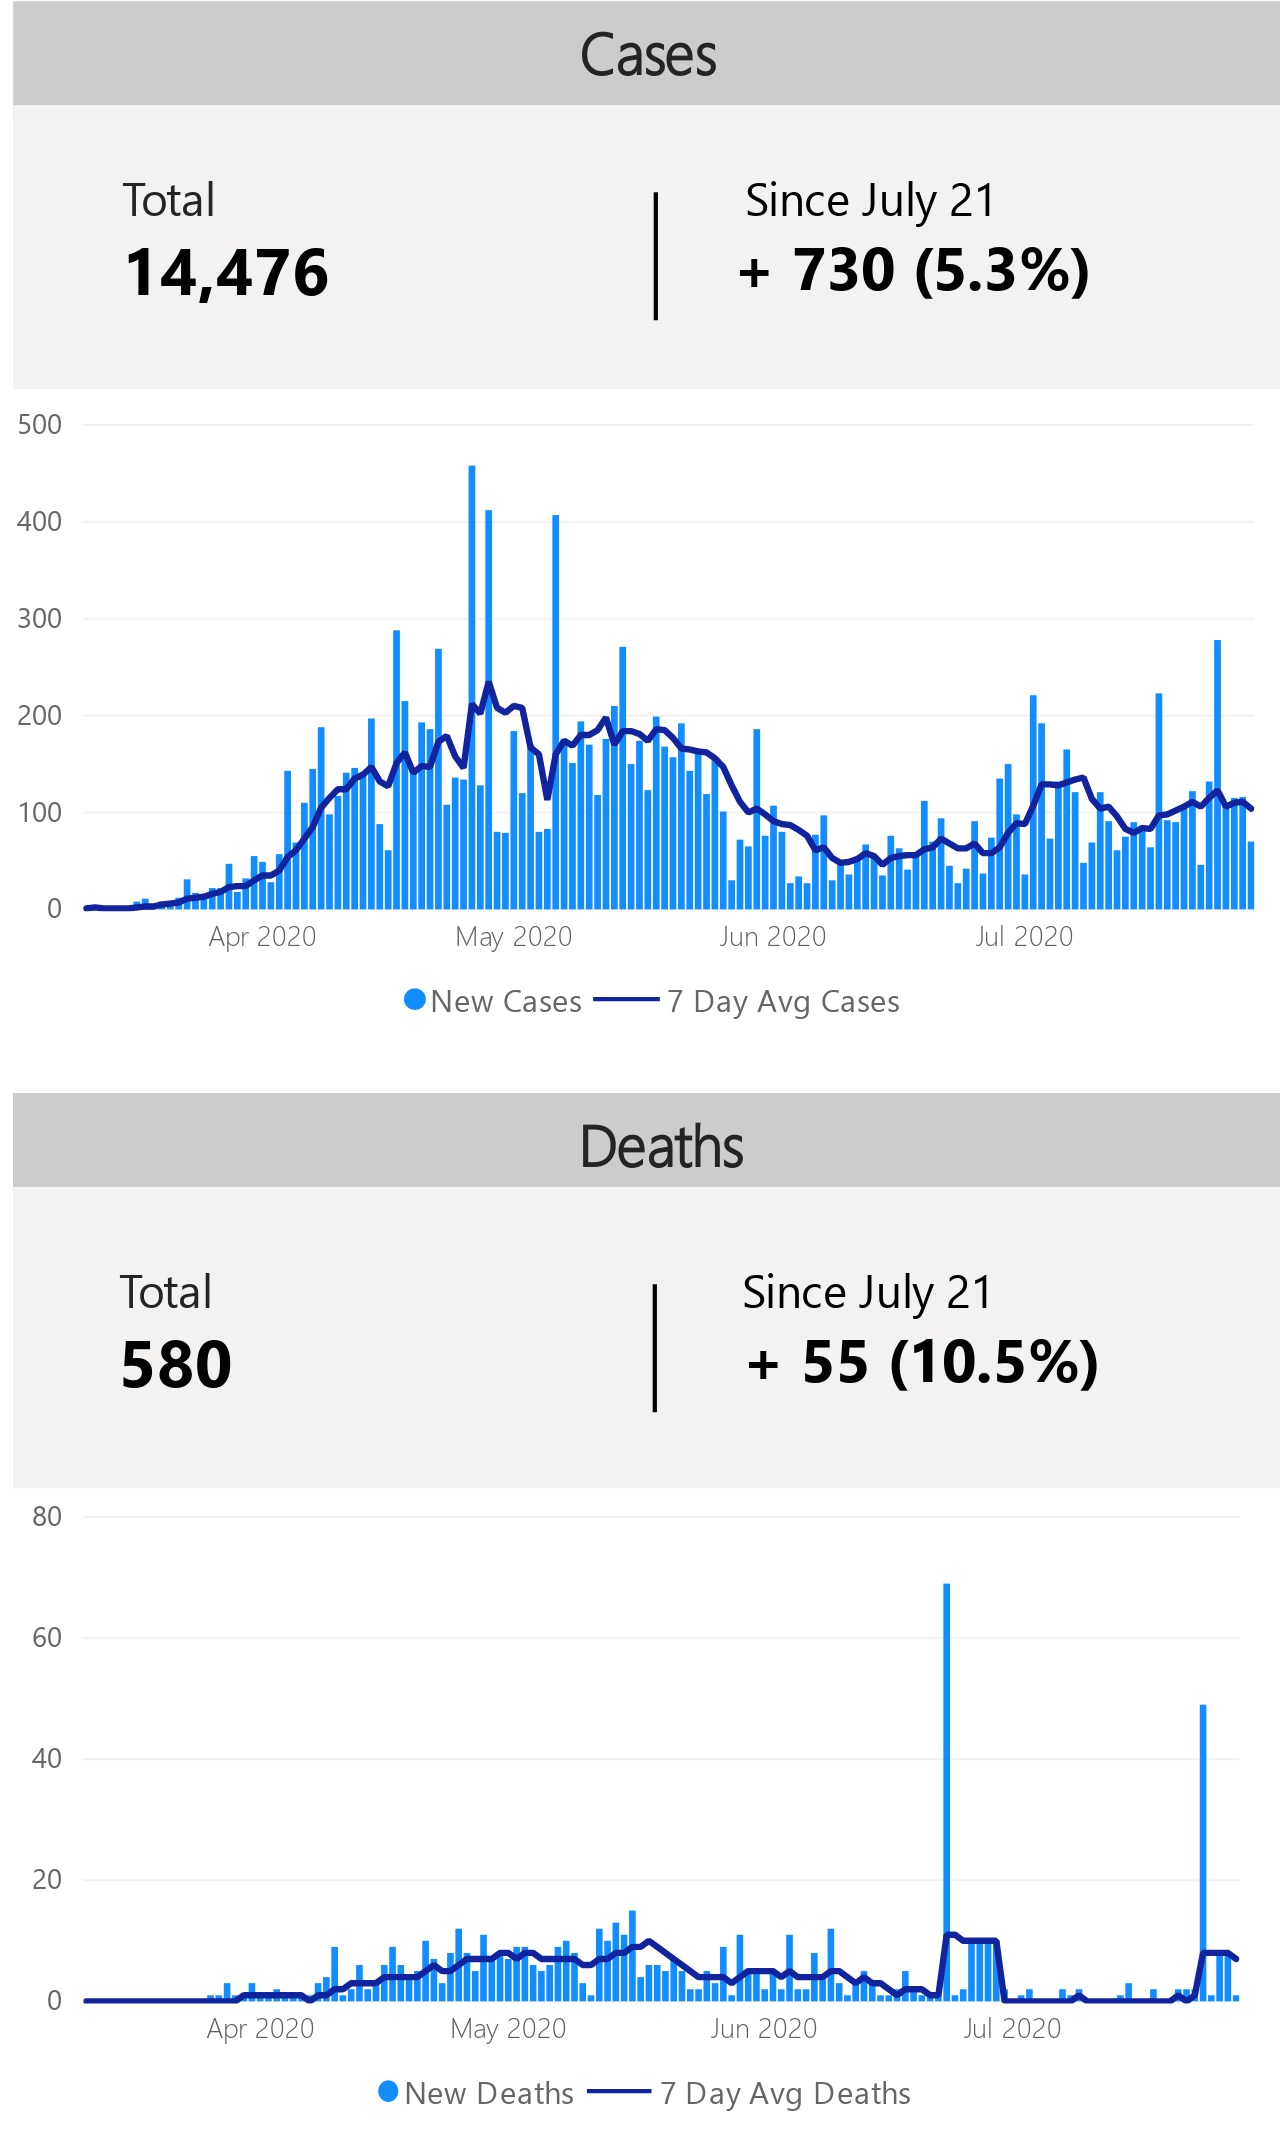 Cases
Total
Since July 21
14,476
+ 730 (5.3%)
500
400
300
200
100
0
Apr 2020
May 2020
Jun 2020
Jul 2020
New Cases
7 Day Avg Cases
Deaths
Total
Since July 21
580
+ 55 (10.5%)
80
60
40
20
0
Apr 2020
May 2020
Jun 2020
Jul 2020
New Deaths
7 Day Avg Deaths